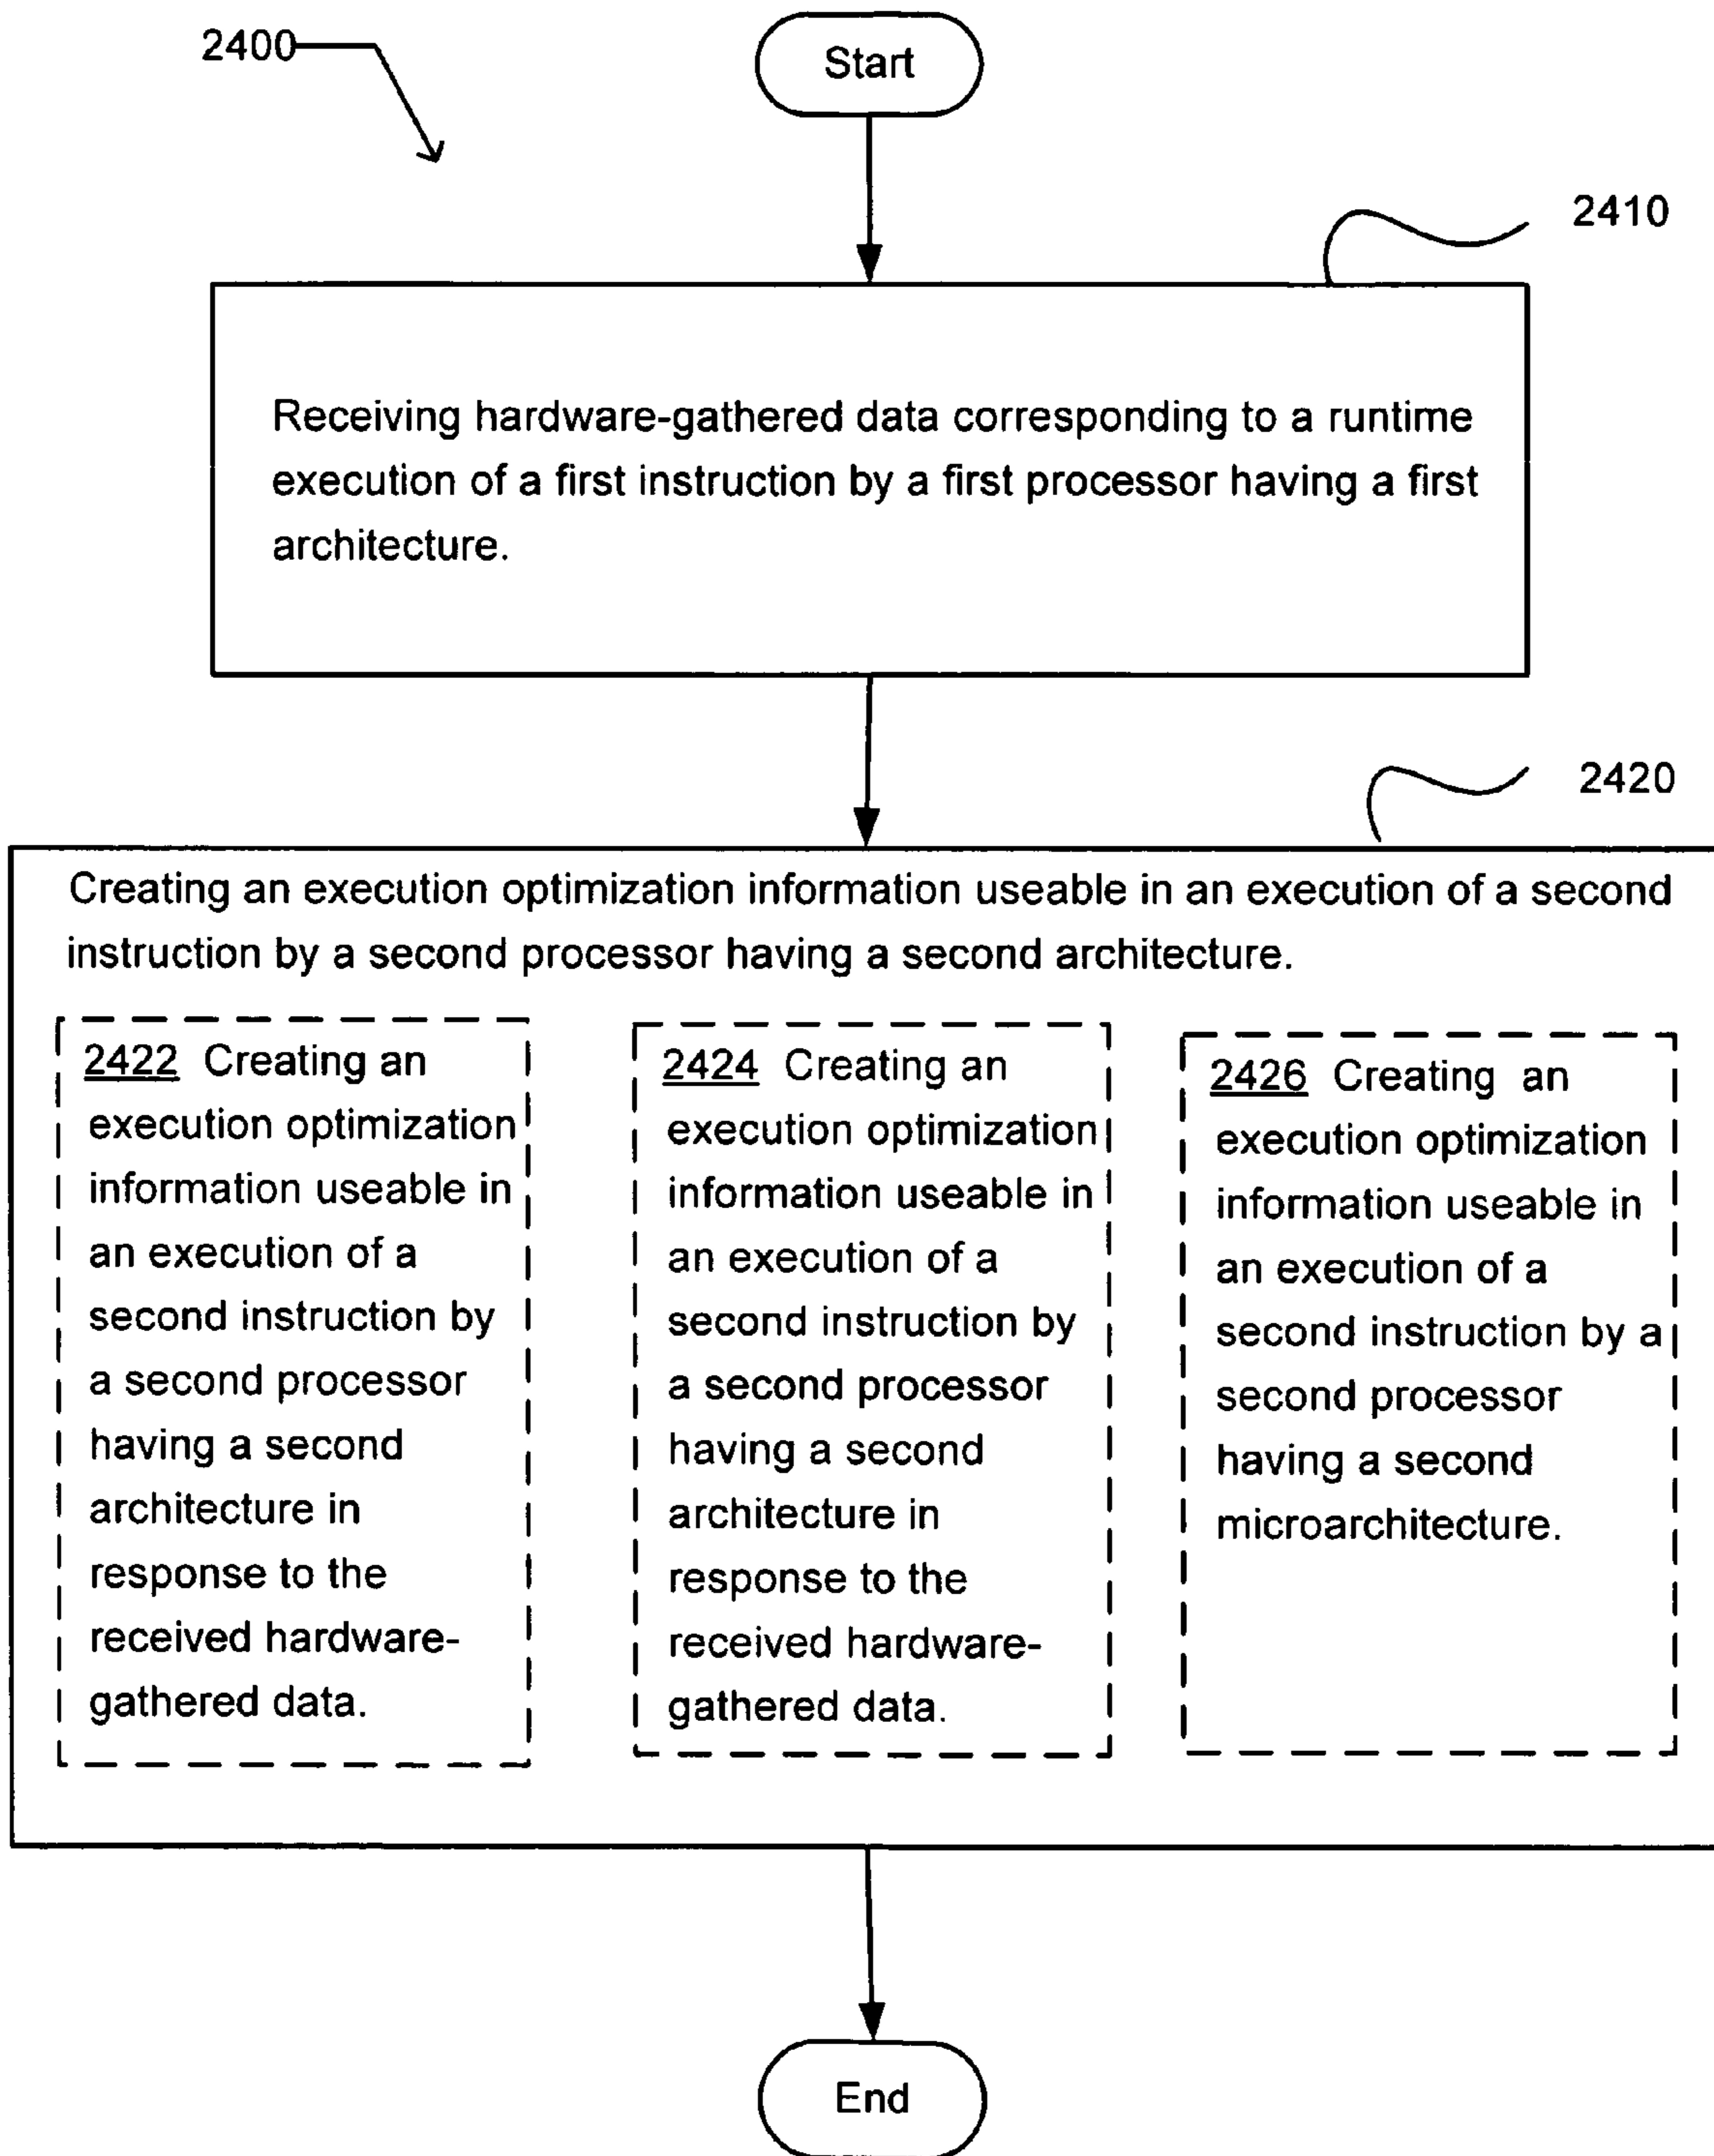 2400
Start
2410
Receiving hardware-gathered data corresponding to a runtime
execution of a first instruction by a first processor having a first
architecture.
2420
Creating an execution optimization information useable in an execution of a second
instruction by a second processor having a second architecture.
2422 Creating an
execution optimization
information useable in
an execution of a
second instruction by
a second processor
having a second
architecture in
response to the
received hardware-
gathered data.
2424 Creating an
execution optimization
information useable in
an execution of a
second instruction by
a second processor
having a second
architecture in
response to the
received hardware-
gathered data.
2426 Creating an
execution optimization
information useable in
an execution of a
second instruction by a
second processor
having a second
microarchitecture.
End